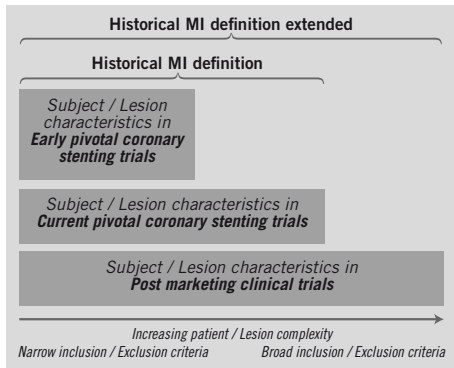 Historical MI definition extended
Historical MI definition
Subject / Lesion
characteristics in
Early pivotal coronary
stenting trials
Subject / Lesion characteristics in
Current pivotal coronary stenting trials
Subject / Lesion characteristics in
Post marketing clinical trials
Increasing patient / Lesion complexity
Narrow inclusion / Exclusion criteria Broad inclusion / Exclusion criteria